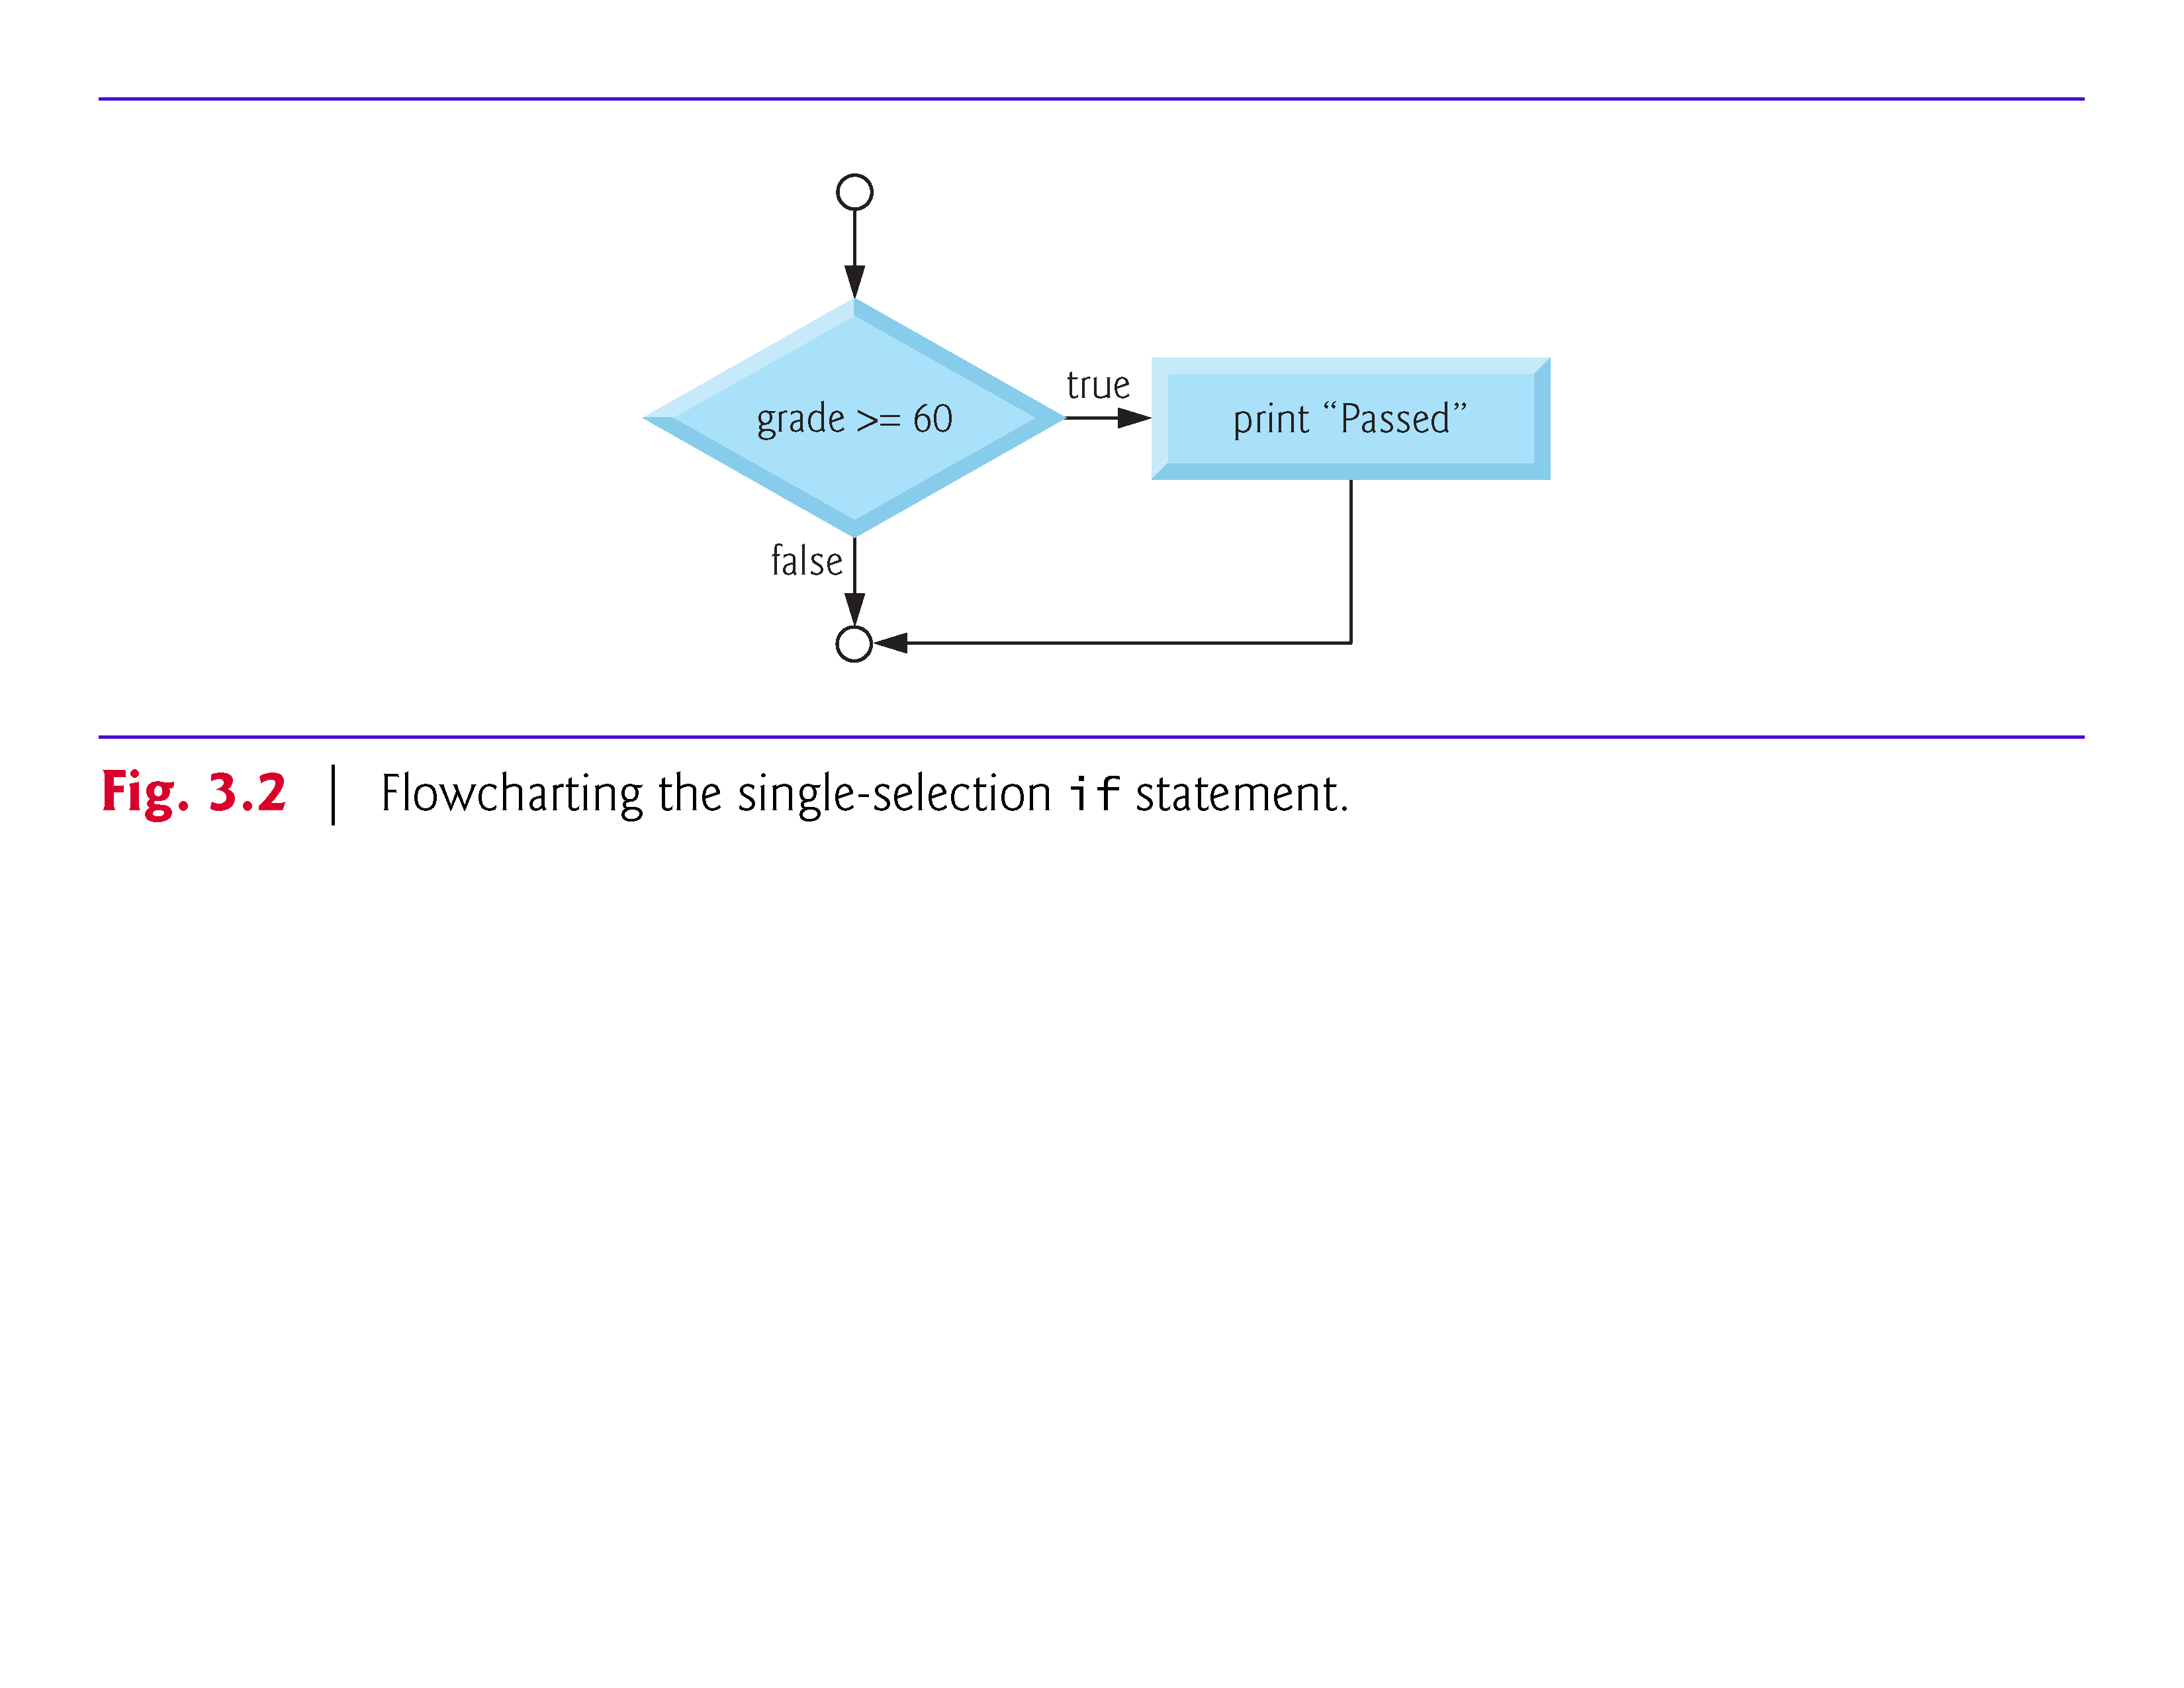 true
grade >= 60
print “Passed”
false
Fig. 3.2 | Flowcharting the single-selection if statement.